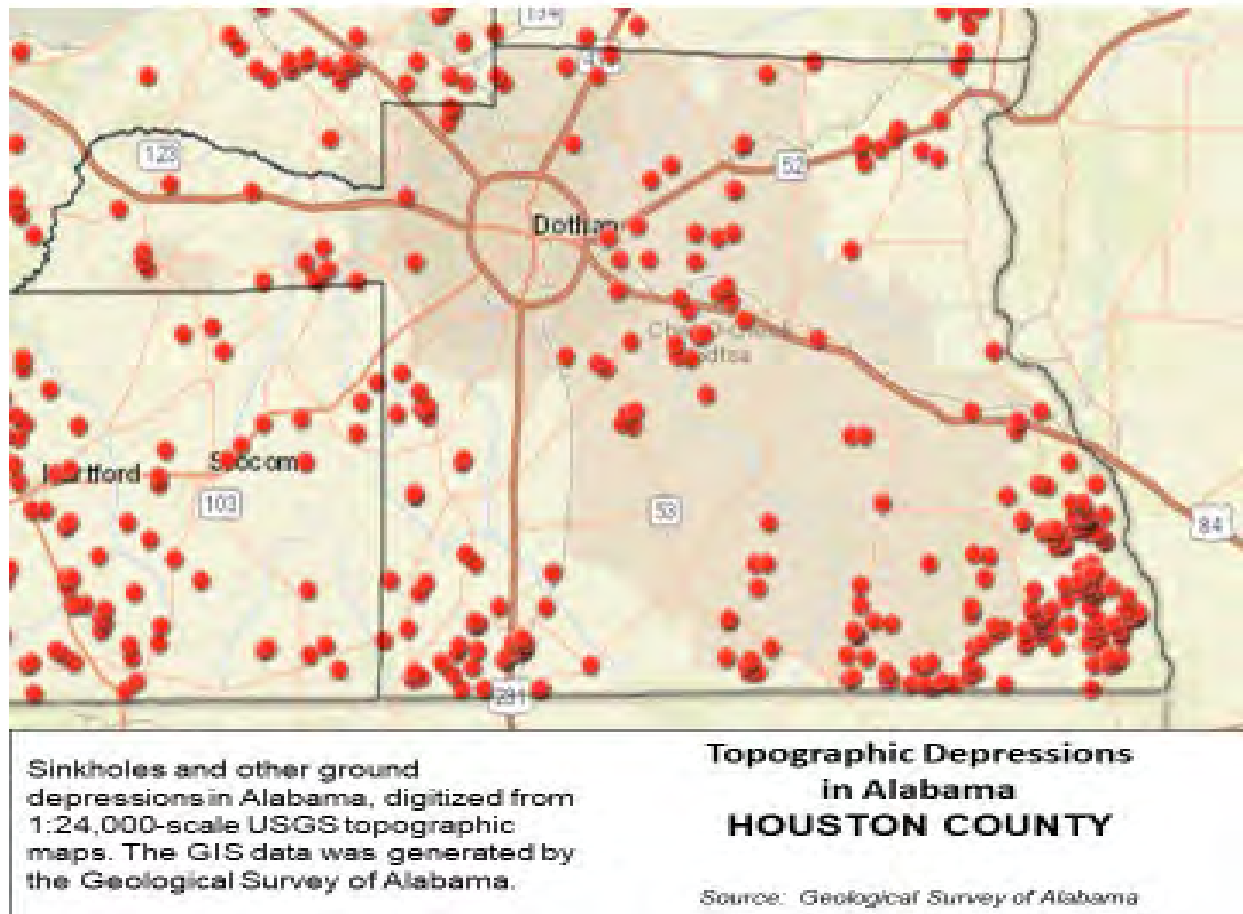 134
123
52
Dothan
Hartford
Slocomb
103
53
84
281
Sinkholes and other ground
depressions in Alabama, digitized from
1:24,000-scale USGS topographic
maps. The GIS data was generated by
the Geological Survey of Alabama.
Topographic Depressions
in Alabama
HOUSTON COUNTY
Source: Geological Survey of Alabama